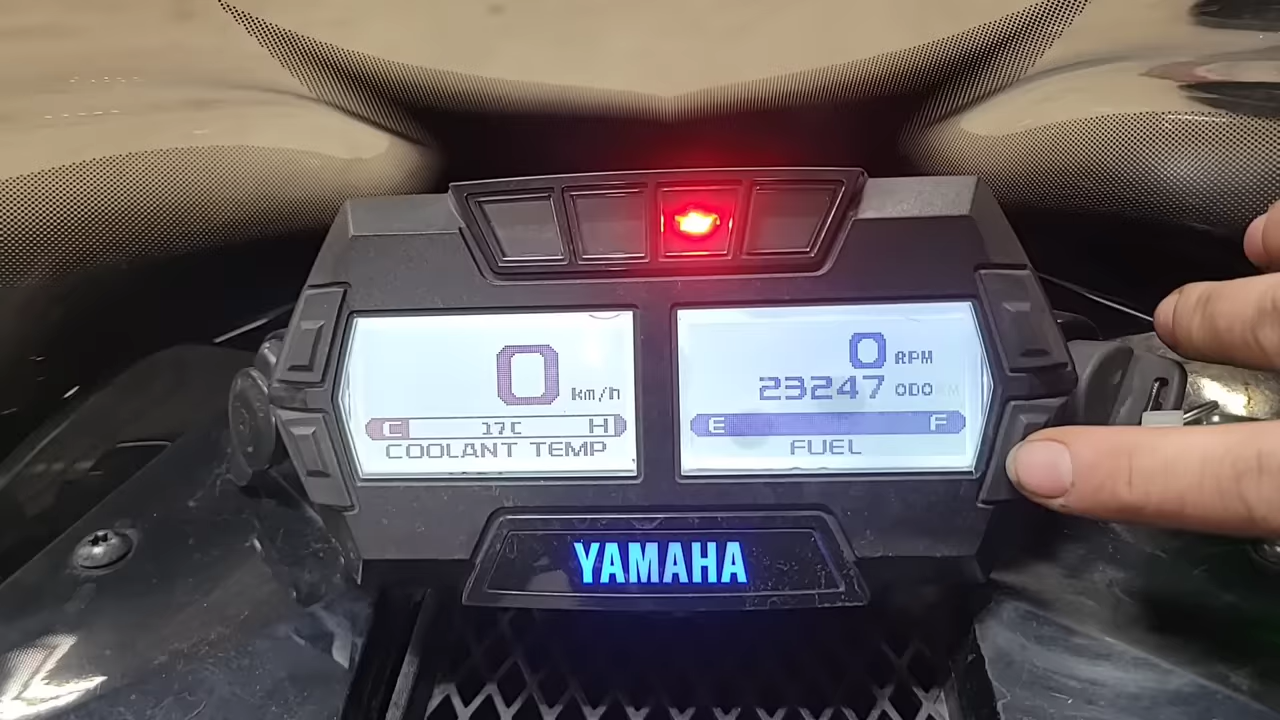 0 km/h
C 17C H
COOLANT TEMP
0 RPM
23247 ODO
E F
FUEL
YAMAHA